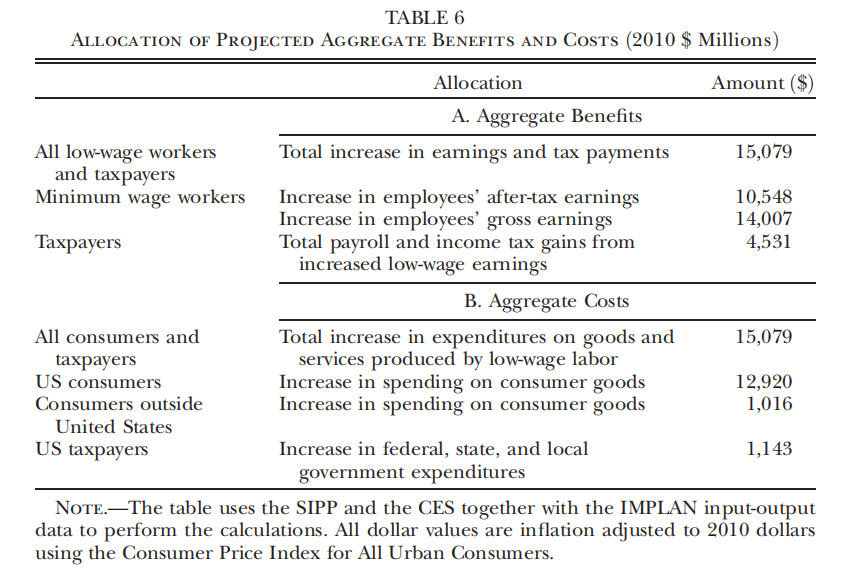 TABLE 6
Allocation of Projected Aggregate Benefits and Costs (2010 $ Millions)
Allocation Amount ($)
A. Aggregate Benefits
All low-wage workers Total increase in earnings and tax payments 15,079
and taxpayers
Minimum wage workers Increase in employees’ after-tax earnings 10,548
Increase in employees’ gross earnings 14,007
Taxpayers Total payroll and income tax gains from 4,531
increased low-wage earnings
B. Aggregate Costs
All consumers and Total increase in expenditures on goods and 15,079
taxpayers services produced by low-wage labor
US consumers Increase in spending on consumer goods 12,920
Consumers outside Increase in spending on consumer goods 1,016
United States
US taxpayers Increase in federal, state, and local 1,143
government expenditures
Note.—The table uses the SIPP and the CES together with the IMPLAN input-output
data to perform the calculations. All dollar values are inflation adjusted to 2010 dollars
using the Consumer Price Index for All Urban Consumers.